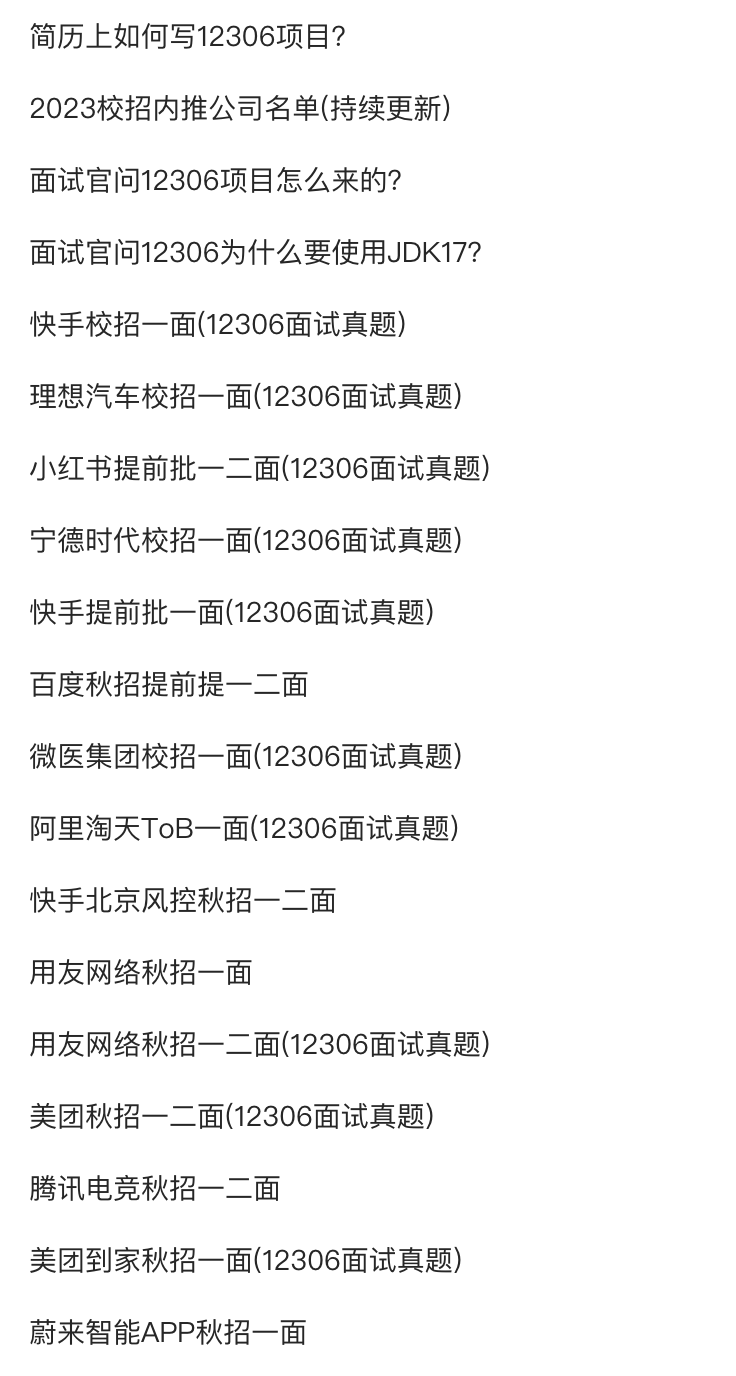 简历上如何写12306项目?
2023校招内推公司名单(持续更新)
面试官问12306项目怎么来的?
面试官问12306为什么要使用JDK17?
快手校招一面(12306面试真题)
理想汽车校招一面(12306面试真题)
小红书提前批一二面(12306面试真题)
宁德时代校招一面(12306面试真题)
快手提前批一面(12306面试真题)
百度秋招提前提一二面
微医集团校招一面(12306面试真题)
阿里淘天ToB一面(12306面试真题)
快手北京风控秋招一二面
用友网络秋招一面
用友网络秋招一二面(12306面试真题)
美团秋招一二面(12306面试真题)
腾讯电竞秋招一二面
美团到家秋招一面(12306面试真题)
蔚来智能APP秋招一面